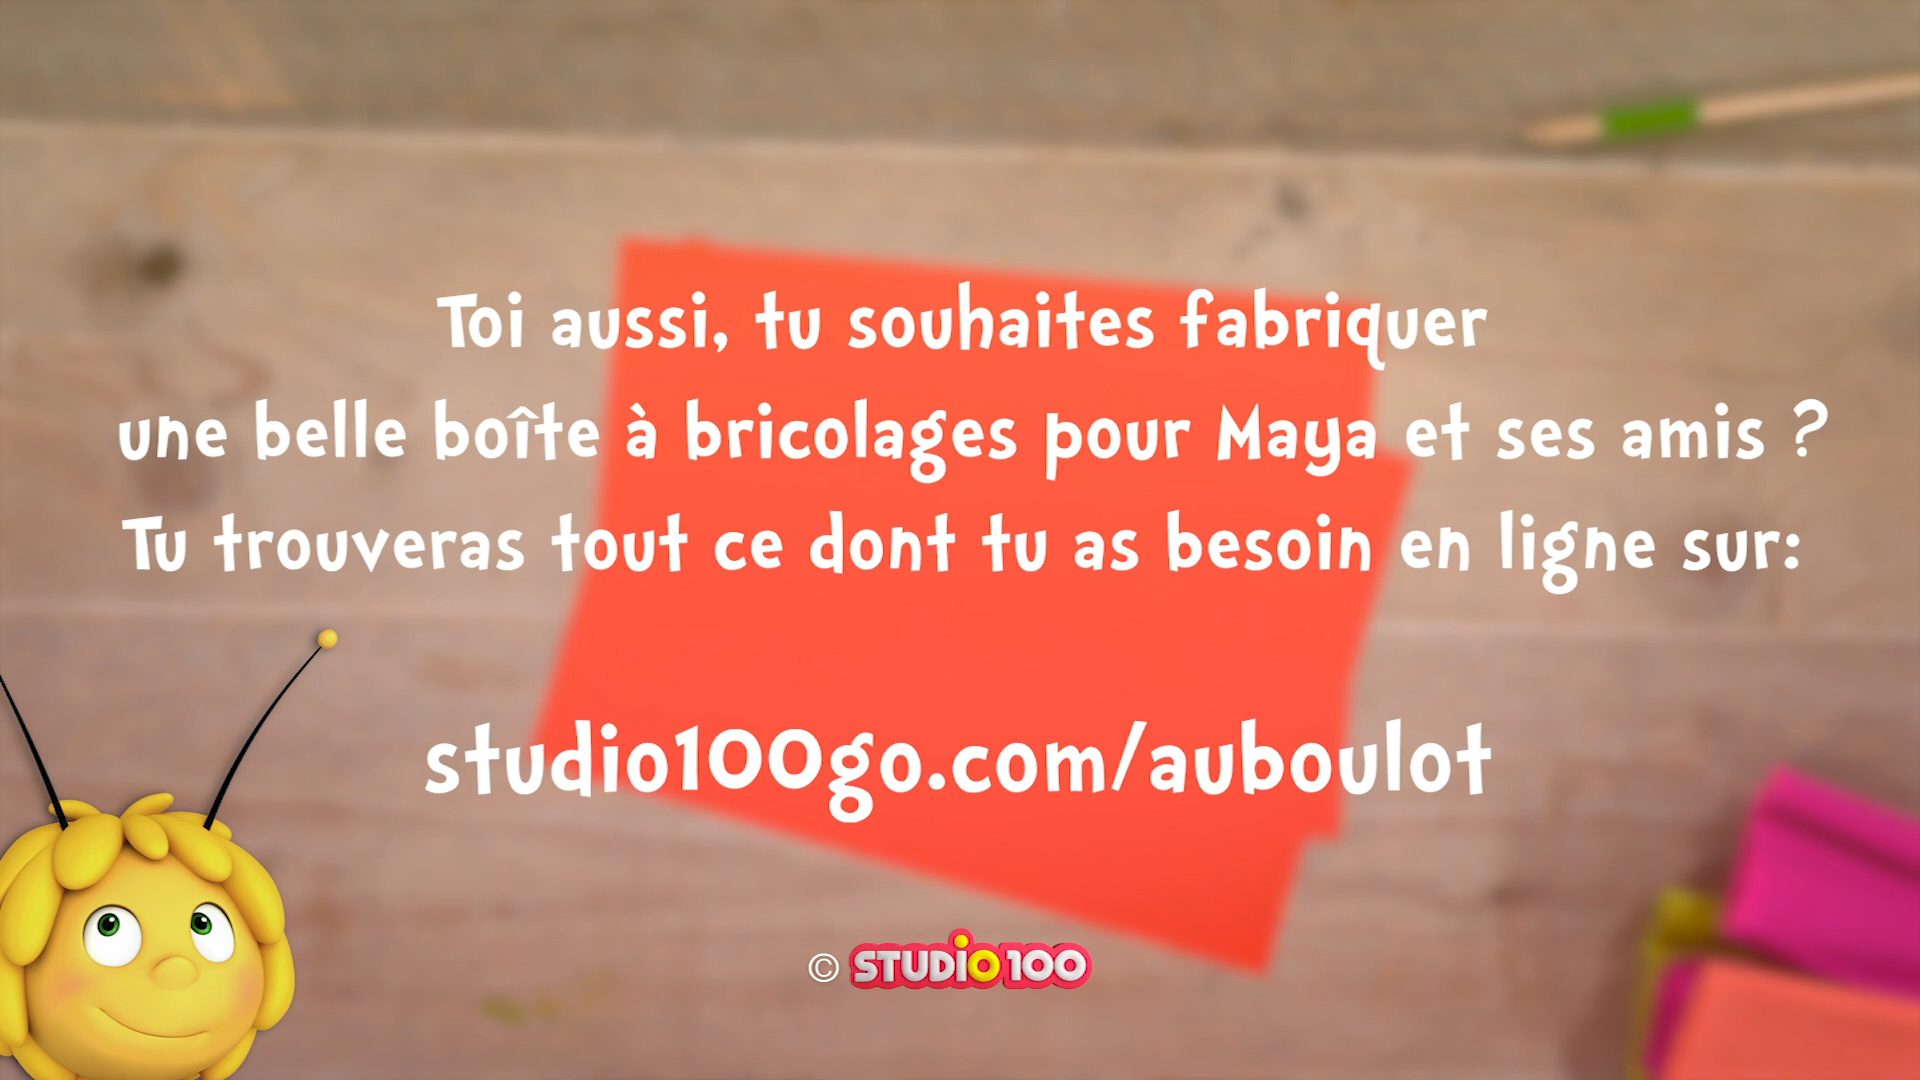 Toi aussi, tu souhaites fabriquer
une belle boîte à bricolages pour Maya et ses amis ?
Tu trouveras tout ce dont tu as besoin en ligne sur:
studio100go.com/auboulot
© STUDIO 100